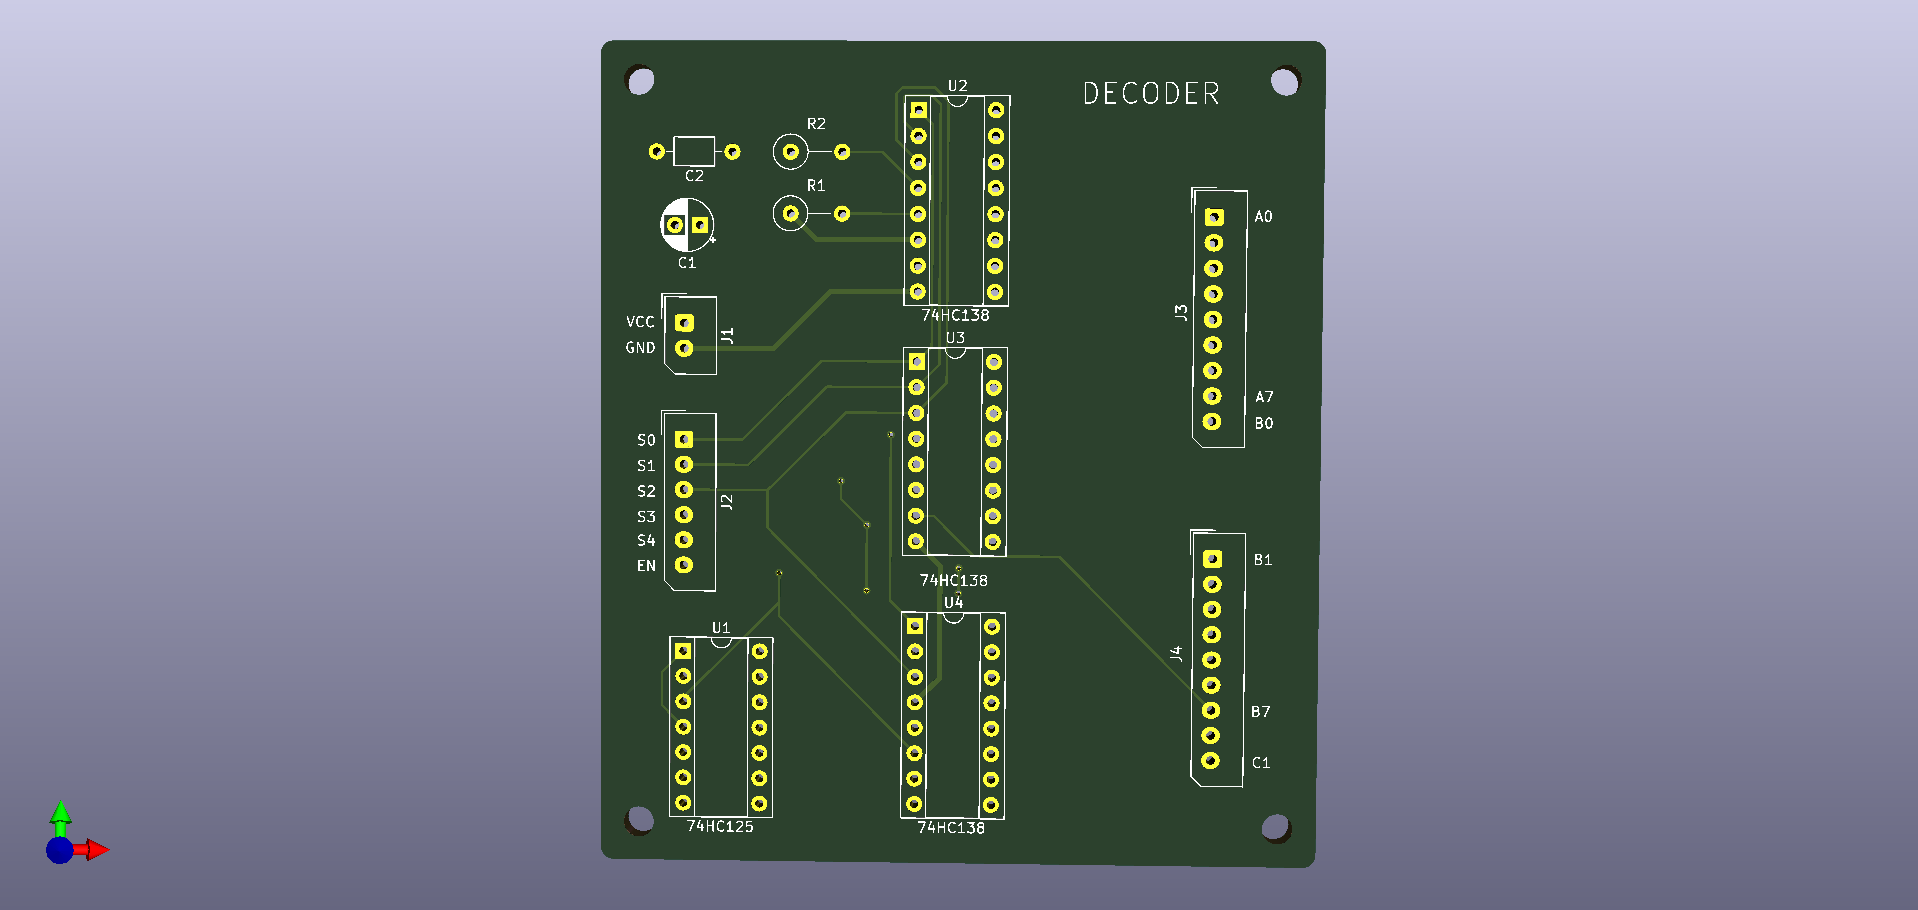 DECODER
U2
R2
C2
R1
C1
+
A0
J3
74HC138
VCC
GND
J1
U3
A7
B0
S0
S1
S2
S3
S4
EN
J2
B1
74HC138
U4
U1
J4
B7
C1
74HC125
74HC138